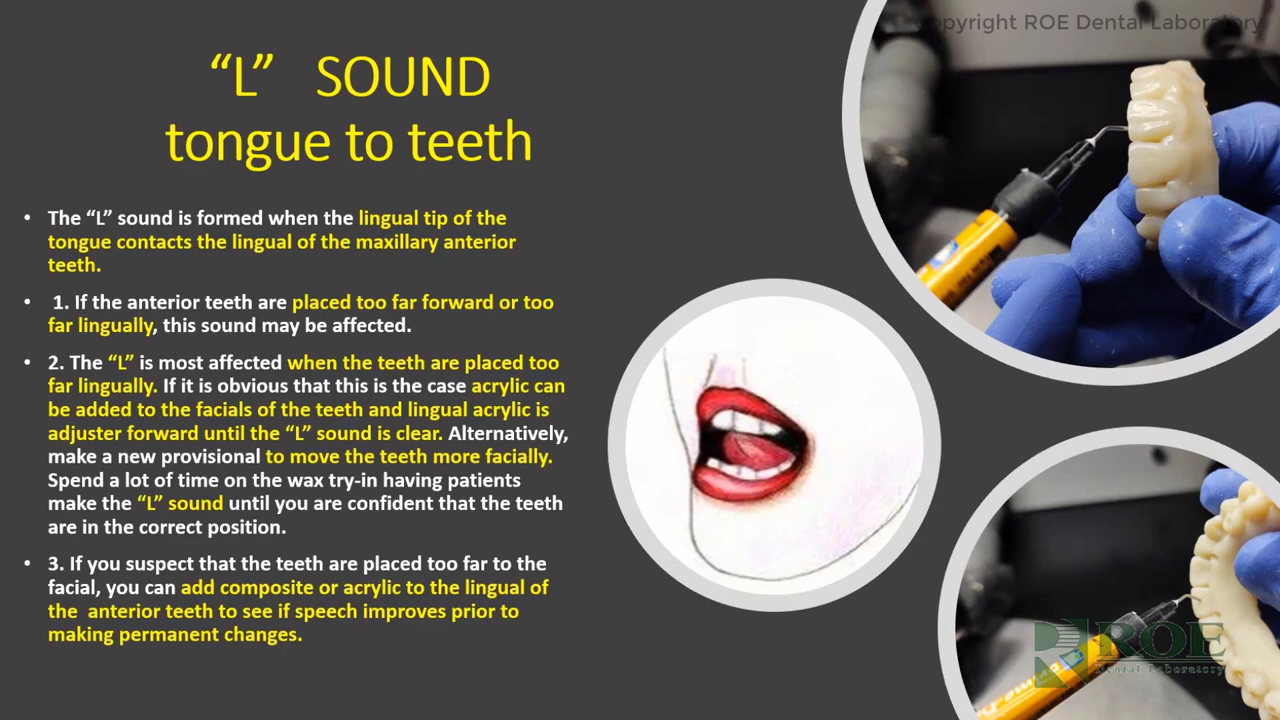 Copyright ROE Dental Laboratory
“L” SOUND
tongue to teeth
• The “L” sound is formed when the lingual tip of the
tongue contacts the lingual of the maxillary anterior
teeth.
• 1. If the anterior teeth are placed too far forward or too
far lingually, this sound may be affected.
• 2. The “L” is most affected when the teeth are placed too
far lingually. If it is obvious that this is the case acrylic can
be added to the facials of the teeth and lingual acrylic is
adjuster forward until the “L” sound is clear. Alternatively,
make a new provisional to move the teeth more facially.
Spend a lot of time on the wax try-in having patients
make the “L” sound until you are confident that the teeth
are in the correct position.
• 3. If you suspect that the teeth are placed too far to the
facial, you can add composite or acrylic to the lingual of
the anterior teeth to see if speech improves prior to
making permanent changes.
ROE
Dental Laboratory